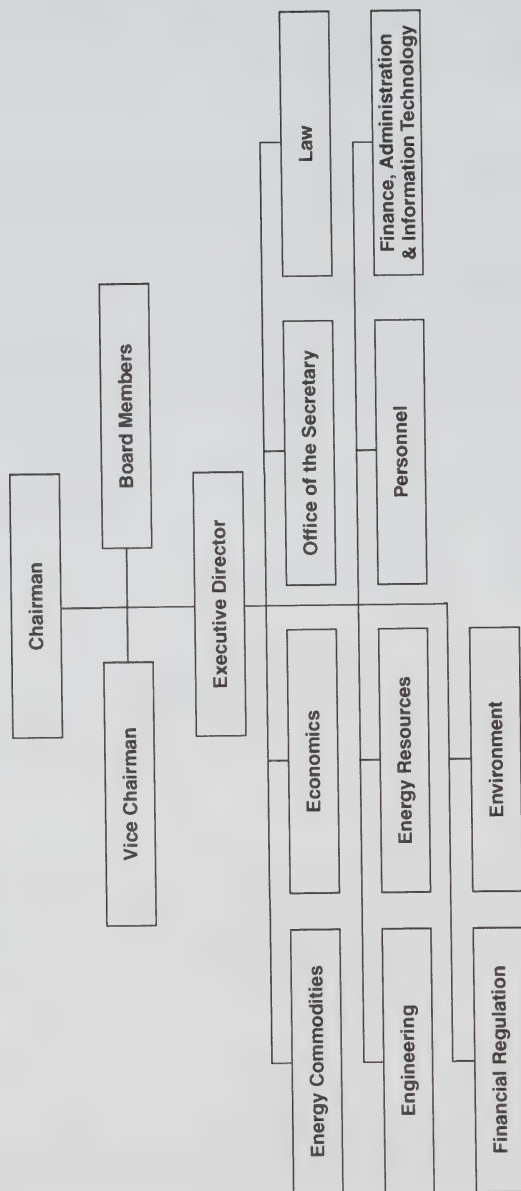 Chairman
Vice Chairman
Board Members
Executive Director
Energy Commodities
Economics
Office of the Secretary
Law
Engineering
Energy Resources
Personnel
Finance, Administration
& Information Technology
Financial Regulation
Environment